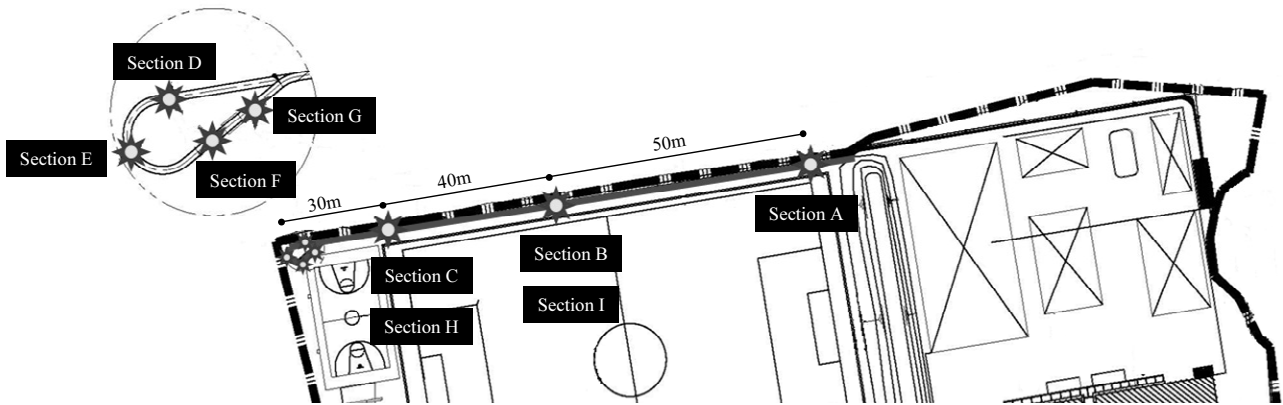 Section D
Section G
Section E
Section F
50m
40m
30m
Section A
Section B
Section C
Section I
Section H